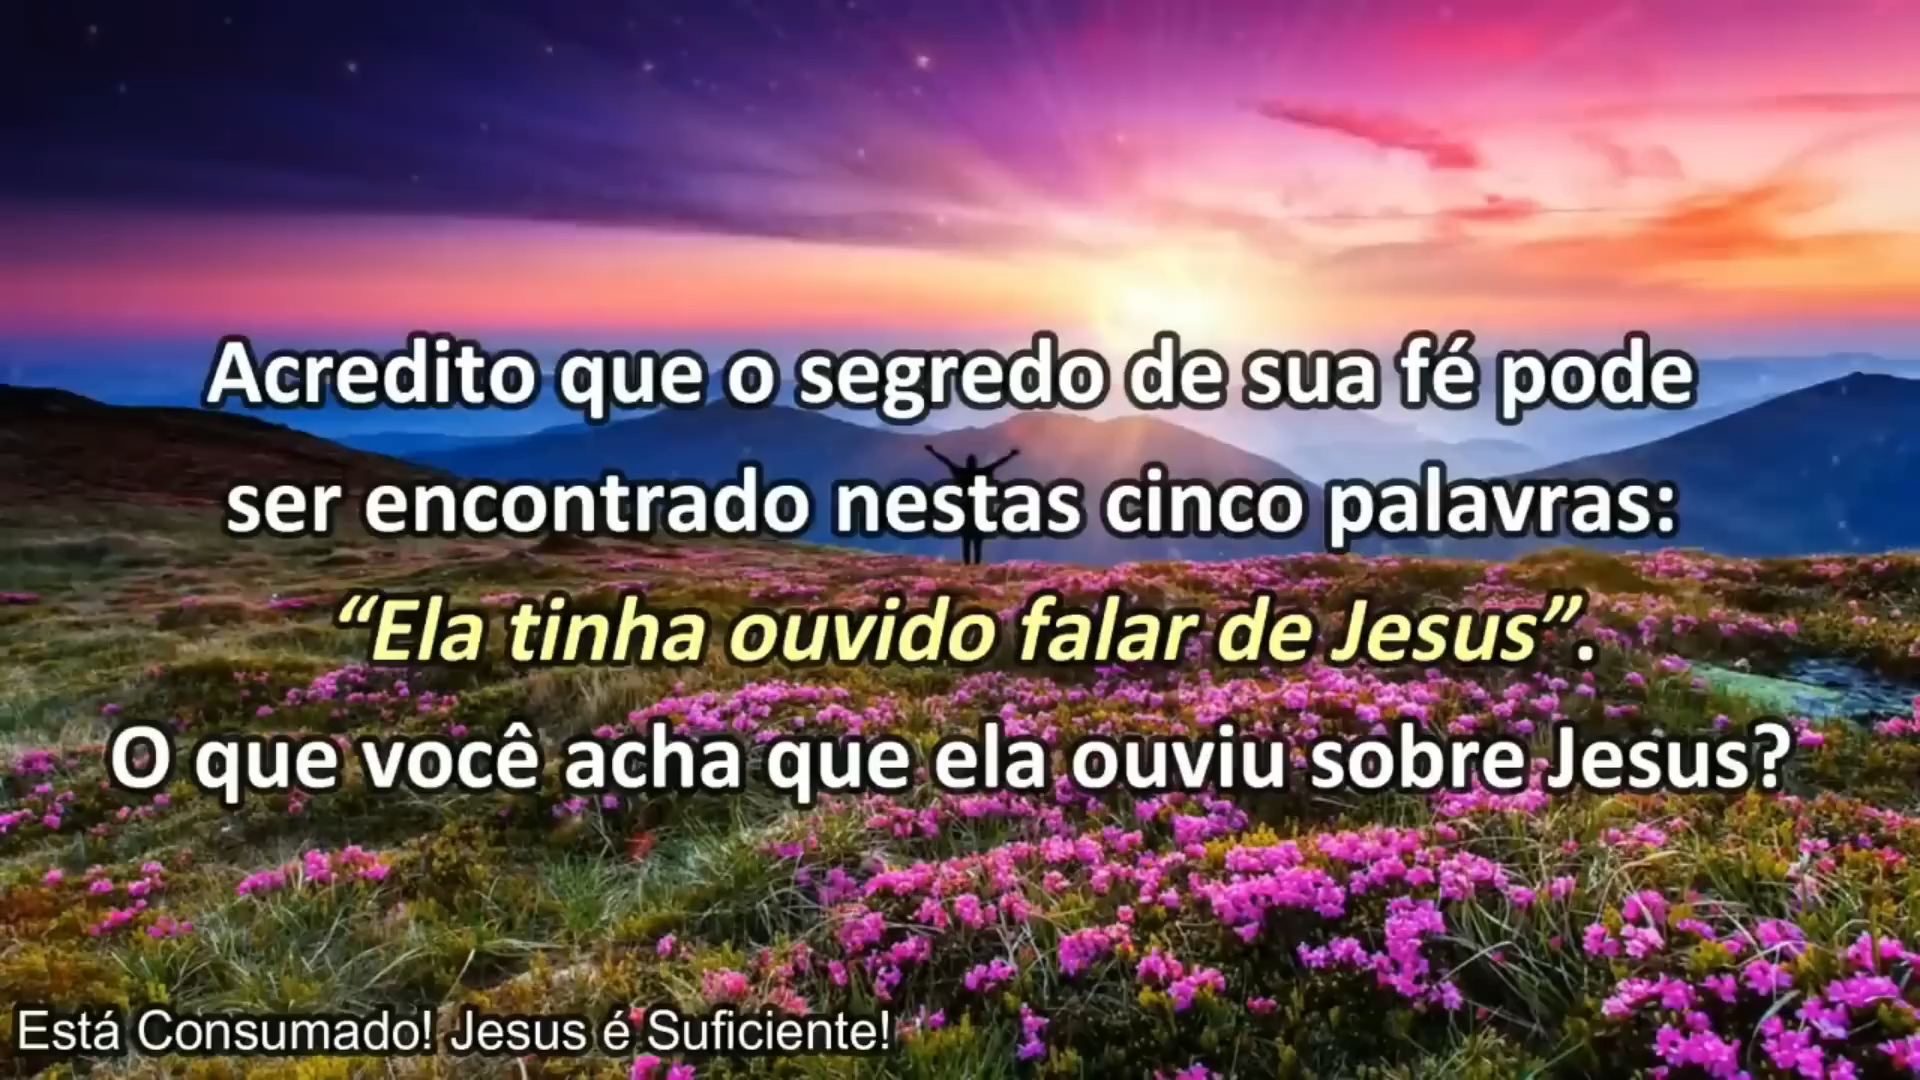 Acredito que o segredo de sua fé pode
ser encontrado nestas cinco palavras:
“Ela tinha ouvido falar de Jesus”.
O que você acha que ela ouviu sobre Jesus?
Está Consumado! Jesus é Suficiente!